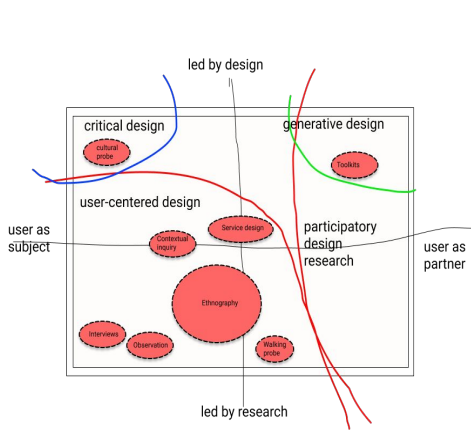 led by design
critical design
generative design
cultural
probe
Toolkits
user-centered design
user as
subject
Service design
participatory
design
research
Contextual
inquiry
user as
partner
Ethnography
Interviews
Observation
Walking
probe
led by research